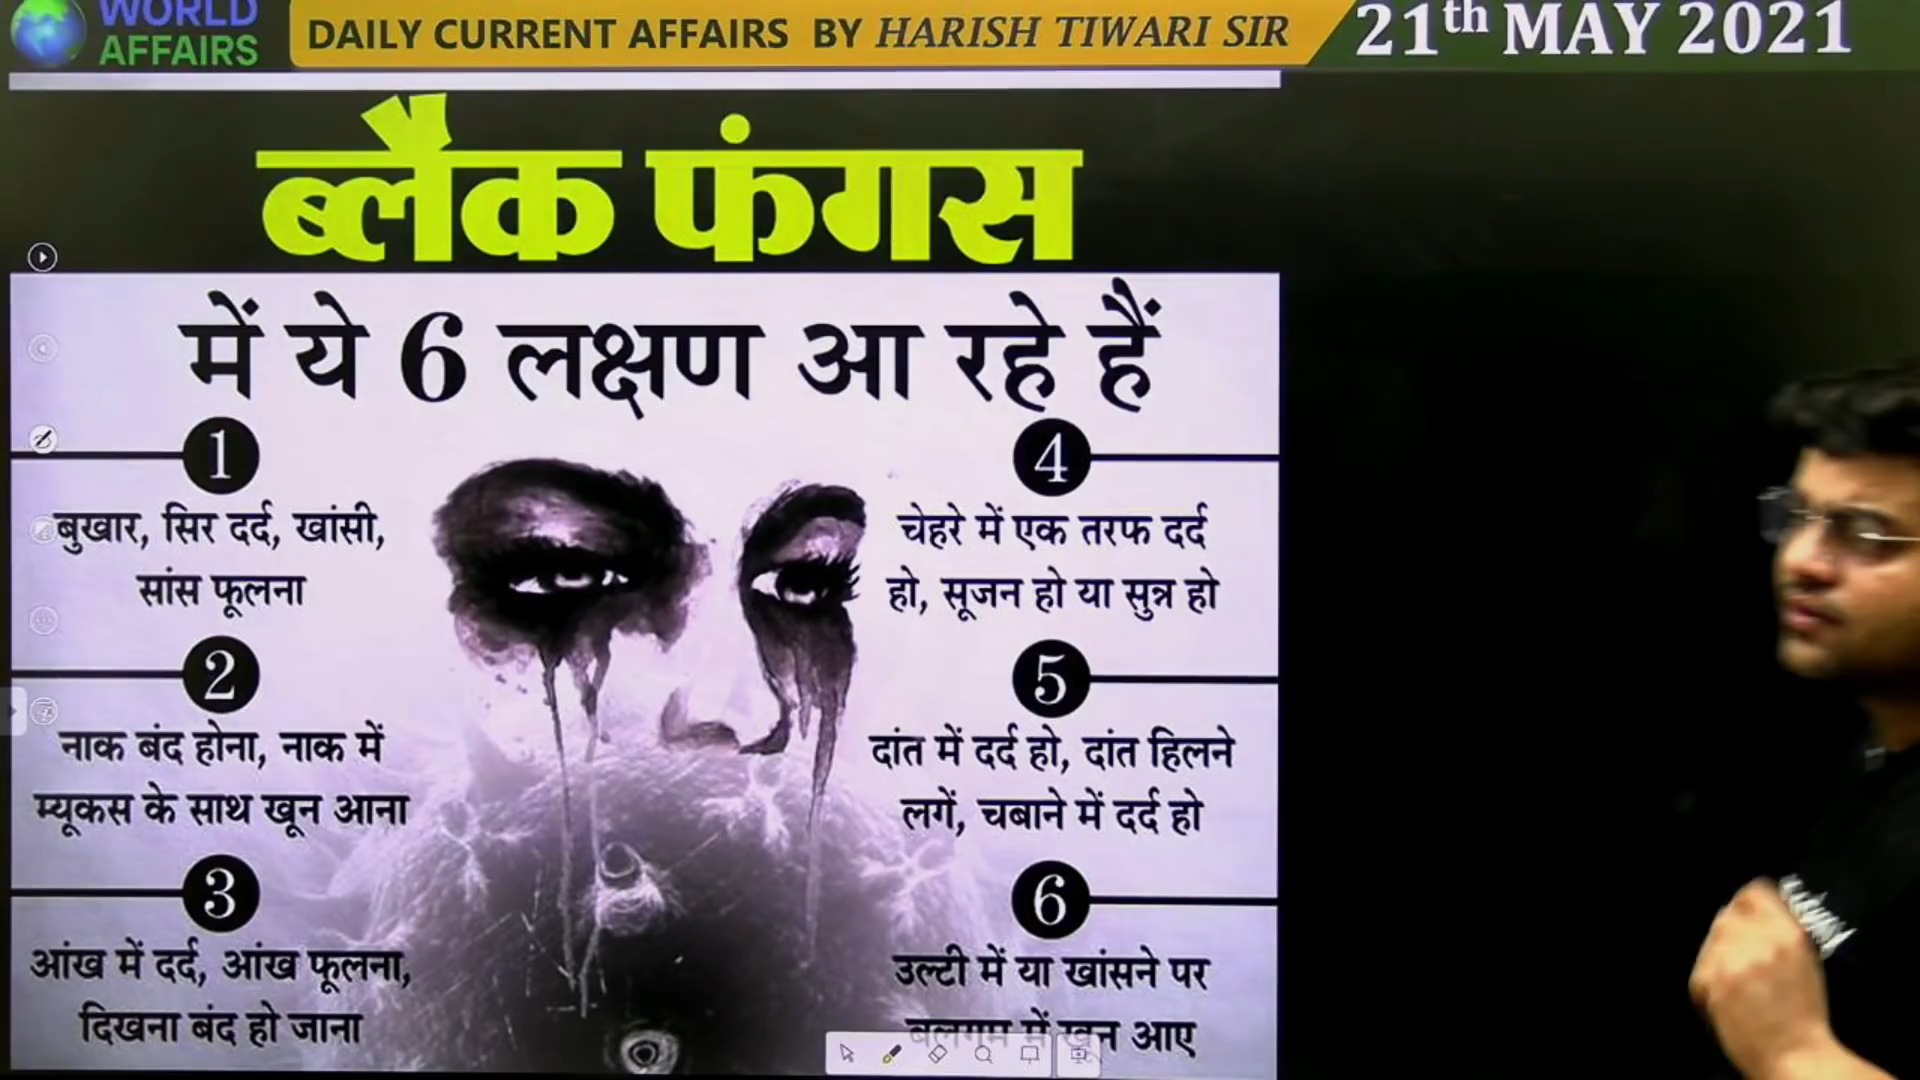 WORLD
AFFAIRS
DAILY CURRENT AFFAIRS BY HARISH TIWARI SIR
21th MAY 2021
ब्लैक फंगस
में ये 6 लक्षण आ रहे हैं
1
बुखार, सिर दर्द, खांसी,
सांस फूलना
2
नाक बंद होना, नाक में
म्यूकस के साथ खून आना
3
आंख में दर्द, आंख फूलना,
दिखना बंद हो जाना
4
चेहरे में एक तरफ दर्द
हो, सूजन हो या सुन्न हो
5
दांत में दर्द हो, दांत हिलने
लगें, चबाने में दर्द हो
6
उल्टी में या खांसने पर
बलगम में खून आए